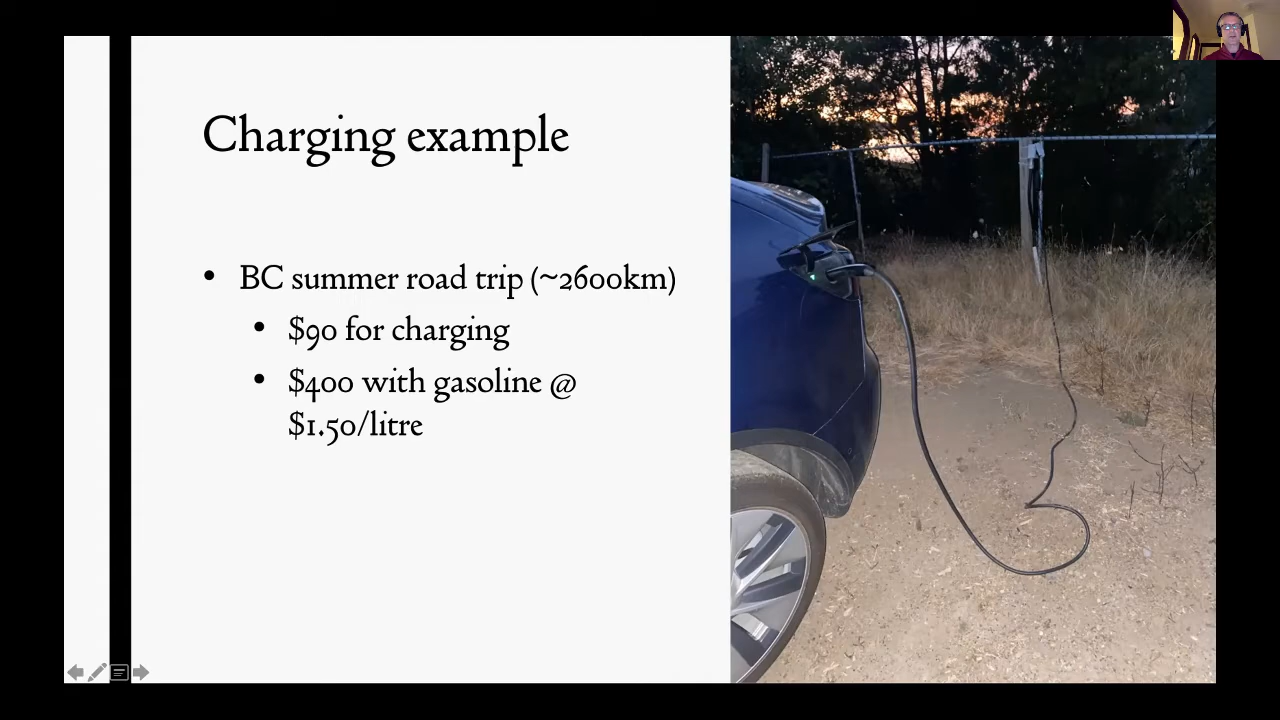 Charging example
• BC summer road trip (~2600km)
• $90 for charging
• $400 with gasoline @
$1.50/litre